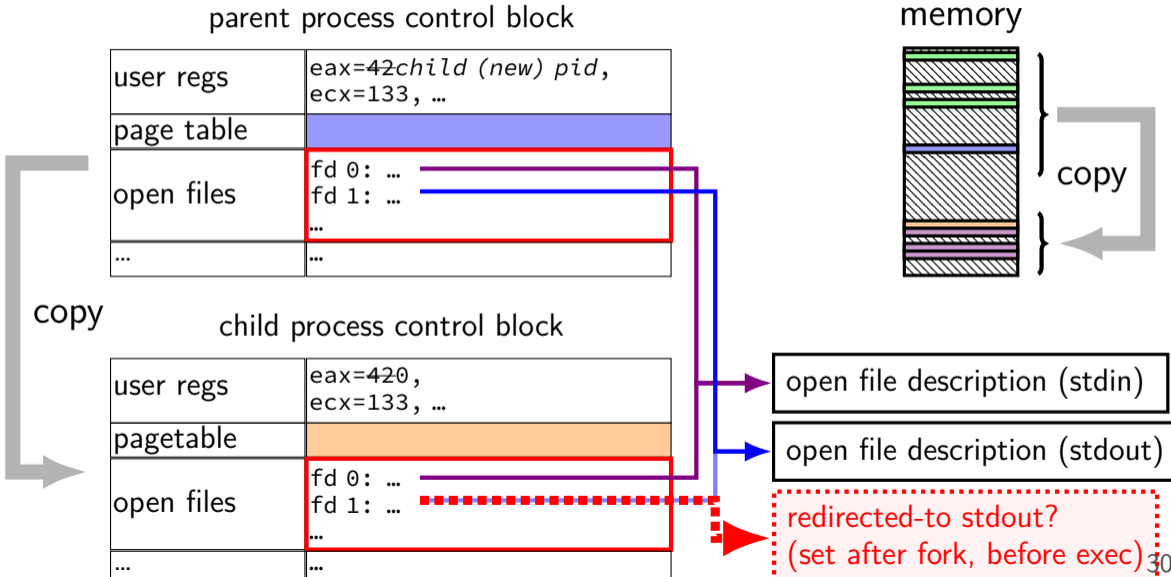 parent process control block
user regs
eax=42child (new) pid,
ecx=133, …
page table
open files
fd 0: …
fd 1: …
…
…
…
copy
child process control block
user regs
eax=420,
ecx=133, …
pagetable
open files
fd 0: …
fd 1: …
…
…
…
memory
copy
open file description (stdin)
open file description (stdout)
redirected-to stdout?
(set after fork, before exec)
30